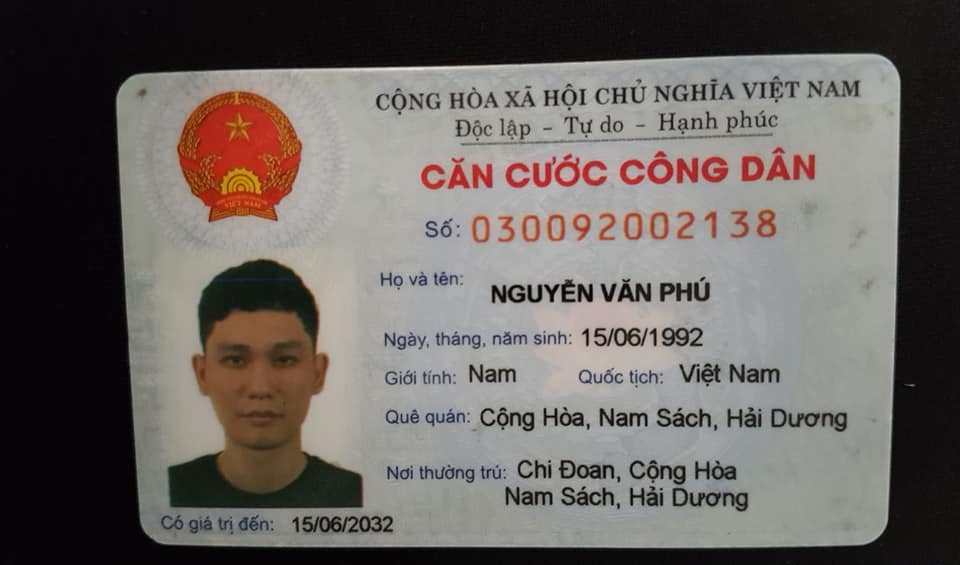 CỘNG HÒA XÃ HỘI CHỦ NGHĨA VIỆT NAM
Độc lập - Tự do - Hạnh phúc
CĂN CƯỚC CÔNG DÂN
Số: 030092002138
Họ và tên:
NGUYỄN VĂN PHÚ
Ngày, tháng, năm sinh: 15/06/1992
Giới tính: Nam Quốc tịch: Việt Nam
Quê quán: Cộng Hòa, Nam Sách, Hải Dương
Nơi thường trú: Chi Đoan, Cộng Hòa
Nam Sách, Hải Dương
Có giá trị đến: 15/06/2032